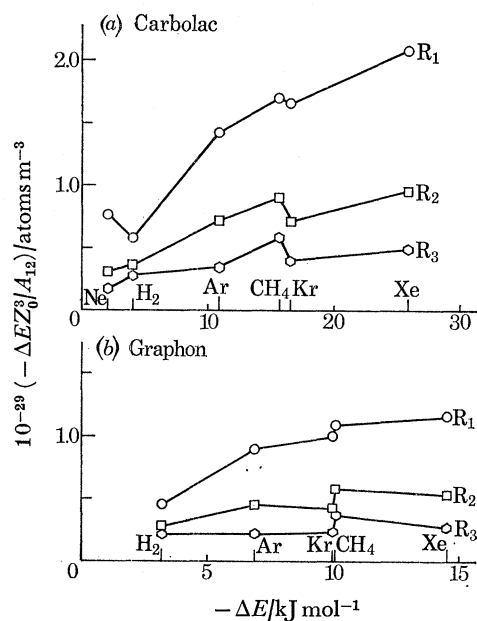 (a) Carbolac
2.0
1.0
0
R₁
R₂
R₃
Ne
H₂
Ar
CH₄
Kr
Xe
0
10
20
30
10⁻²⁹ (−ΔEZ₀³/A₁₂)/atoms m⁻³
(b) Graphon
1.0
0
R₁
R₂
R₃
H₂
Ar
Kr
CH₄
Xe
5
10
15
−ΔE/kJ mol⁻¹